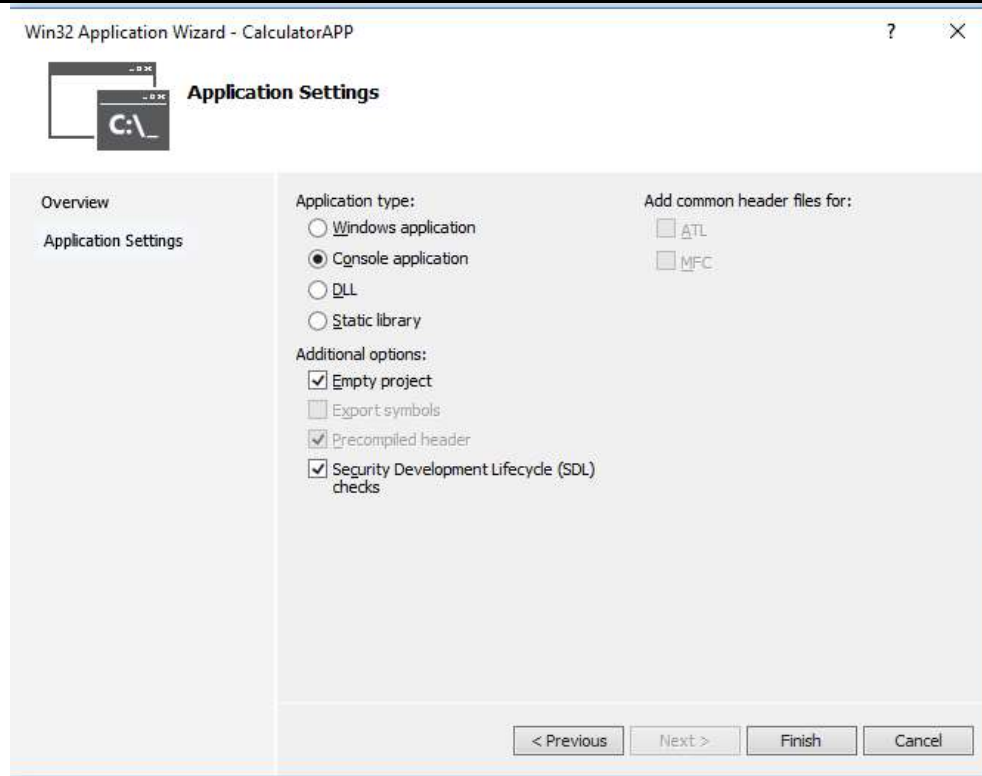 Win32 Application Wizard - CalculatorAPP
?
C:\_
Application Settings
Overview
Application Settings
Application type:
Windows application
Console application
DLL
Static library
Additional options:
Empty project
Export symbols
Precompiled header
Security Development Lifecycle (SDL)
checks
Add common header files for:
ATL
MFC
< Previous
Next >
Finish
Cancel